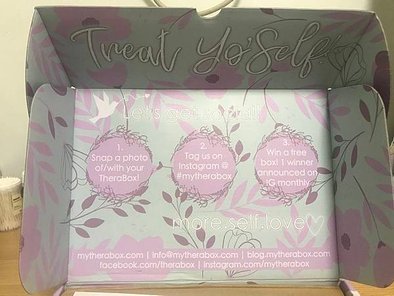 Treat Yo'Self
Let's get social!
1.
Snap a photo
of/with your
TheraBox!
2.
Tag us on
Instagram @
#mytherabox
3.
Win a free
box! 1 winner
announced on
IG monthly
more.self.love♡
mytherabox.com | info@mytherabox.com | blog.mytherabox.com
facebook.com/therabox | instagram.com/mytherabox